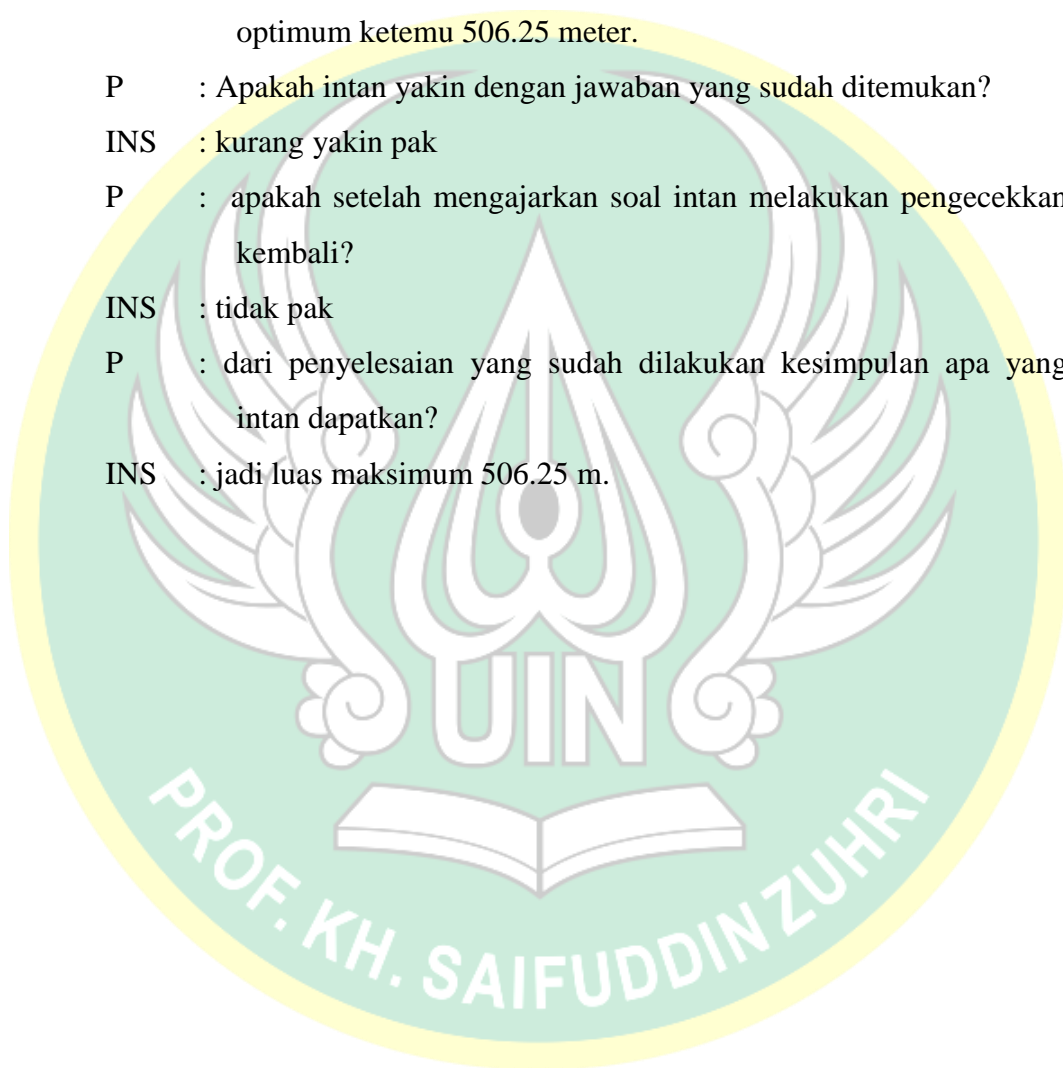 optimum ketemu 506.25 meter.
P : Apakah intan yakin dengan jawaban yang sudah ditemukan?
INS : kurang yakin pak
P : apakah setelah mengajarkan soal intan melakukan pengecekkan
kembali?
INS : tidak pak
P : dari penyelesaian yang sudah dilakukan kesimpulan apa yang
intan dapatkan?
INS : jadi luas maksimum 506.25 m.
UIN
PROF. KH. SAIFUDDIN ZUHRI